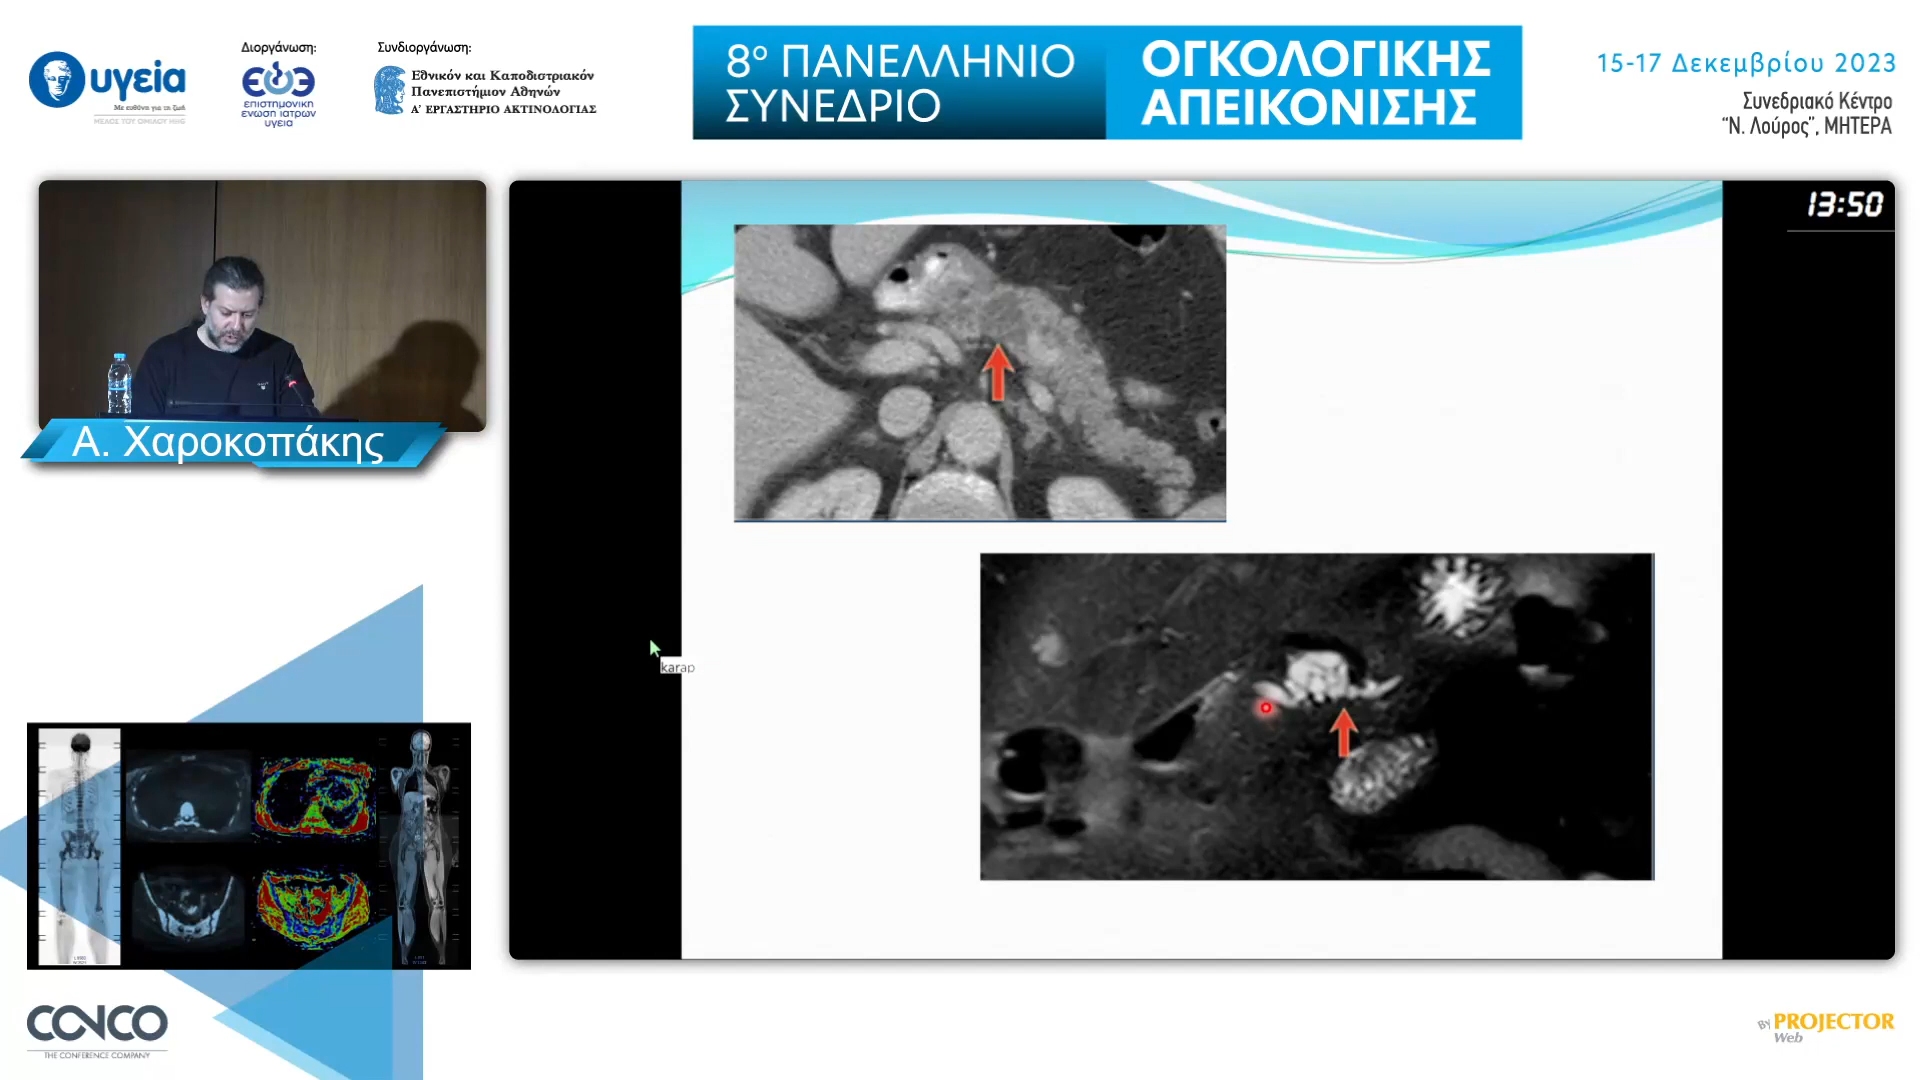 υγεία
Με ευθύνη για τη ζωή
ΜΕΛΟΣ ΤΟΥ ΟΜΙΛΟΥ HHG
Διοργάνωση:
επιστημονική
ένωση ιατρών
υγεία
Συνδιοργάνωση:
Εθνικόν και Καποδιστριακόν
Πανεπιστήμιον Αθηνών
Α' ΕΡΓΑΣΤΗΡΙΟ ΑΚΤΙΝΟΛΟΓΙΑΣ
8ο ΠΑΝΕΛΛΗΝΙΟ
ΣΥΝΕΔΡΙΟ
ΟΓΚΟΛΟΓΙΚΗΣ
ΑΠΕΙΚΟΝΙΣΗΣ
15-17 Δεκεμβρίου 2023
Συνεδριακό Κέντρο
“Ν. Λούρος”, ΜΗΤΕΡΑ
13:50
Α. Χαροκοπάκης
karap
CONCO
THE CONFERENCE COMPANY
By PROJECTOR
Web